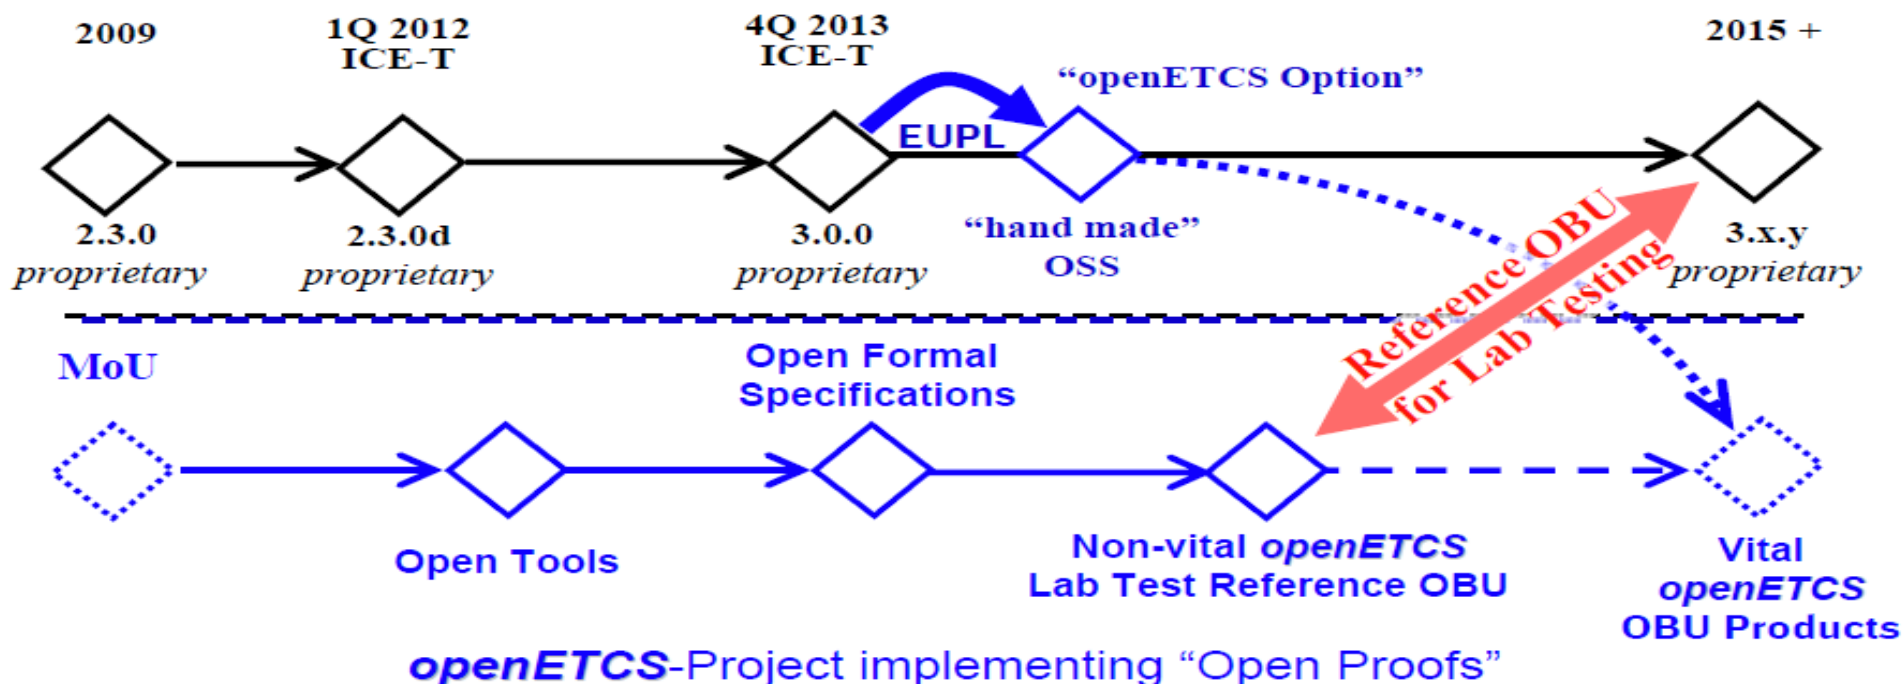 2009
1Q 2012
ICE-T
4Q 2013
ICE-T
2015 +
“openETCS Option”
EUPL
2.3.0
proprietary
2.3.0d
proprietary
3.0.0
proprietary
“hand made”
OSS
3.x.y
proprietary
Reference OBU
for Lab Testing
MoU
Open Formal
Specifications
Open Tools
Non-vital openETCS
Lab Test Reference OBU
Vital
openETCS
OBU Products
openETCS-Project implementing “Open Proofs”